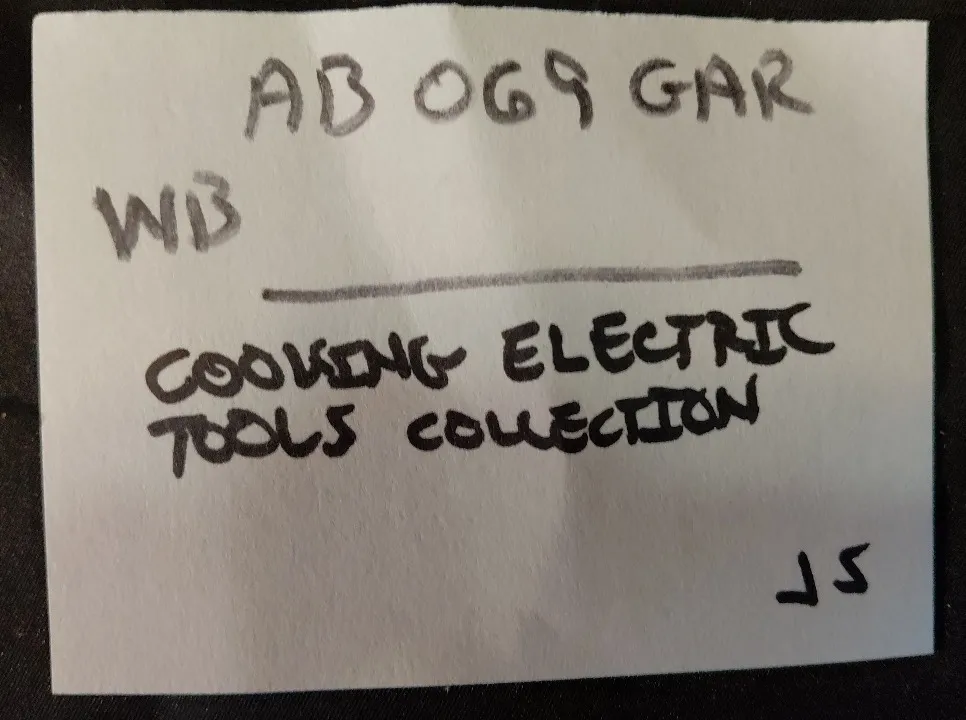 AB 069 GAR
WB
COOKING ELECTRIC
TOOLS COLLECTION
JS